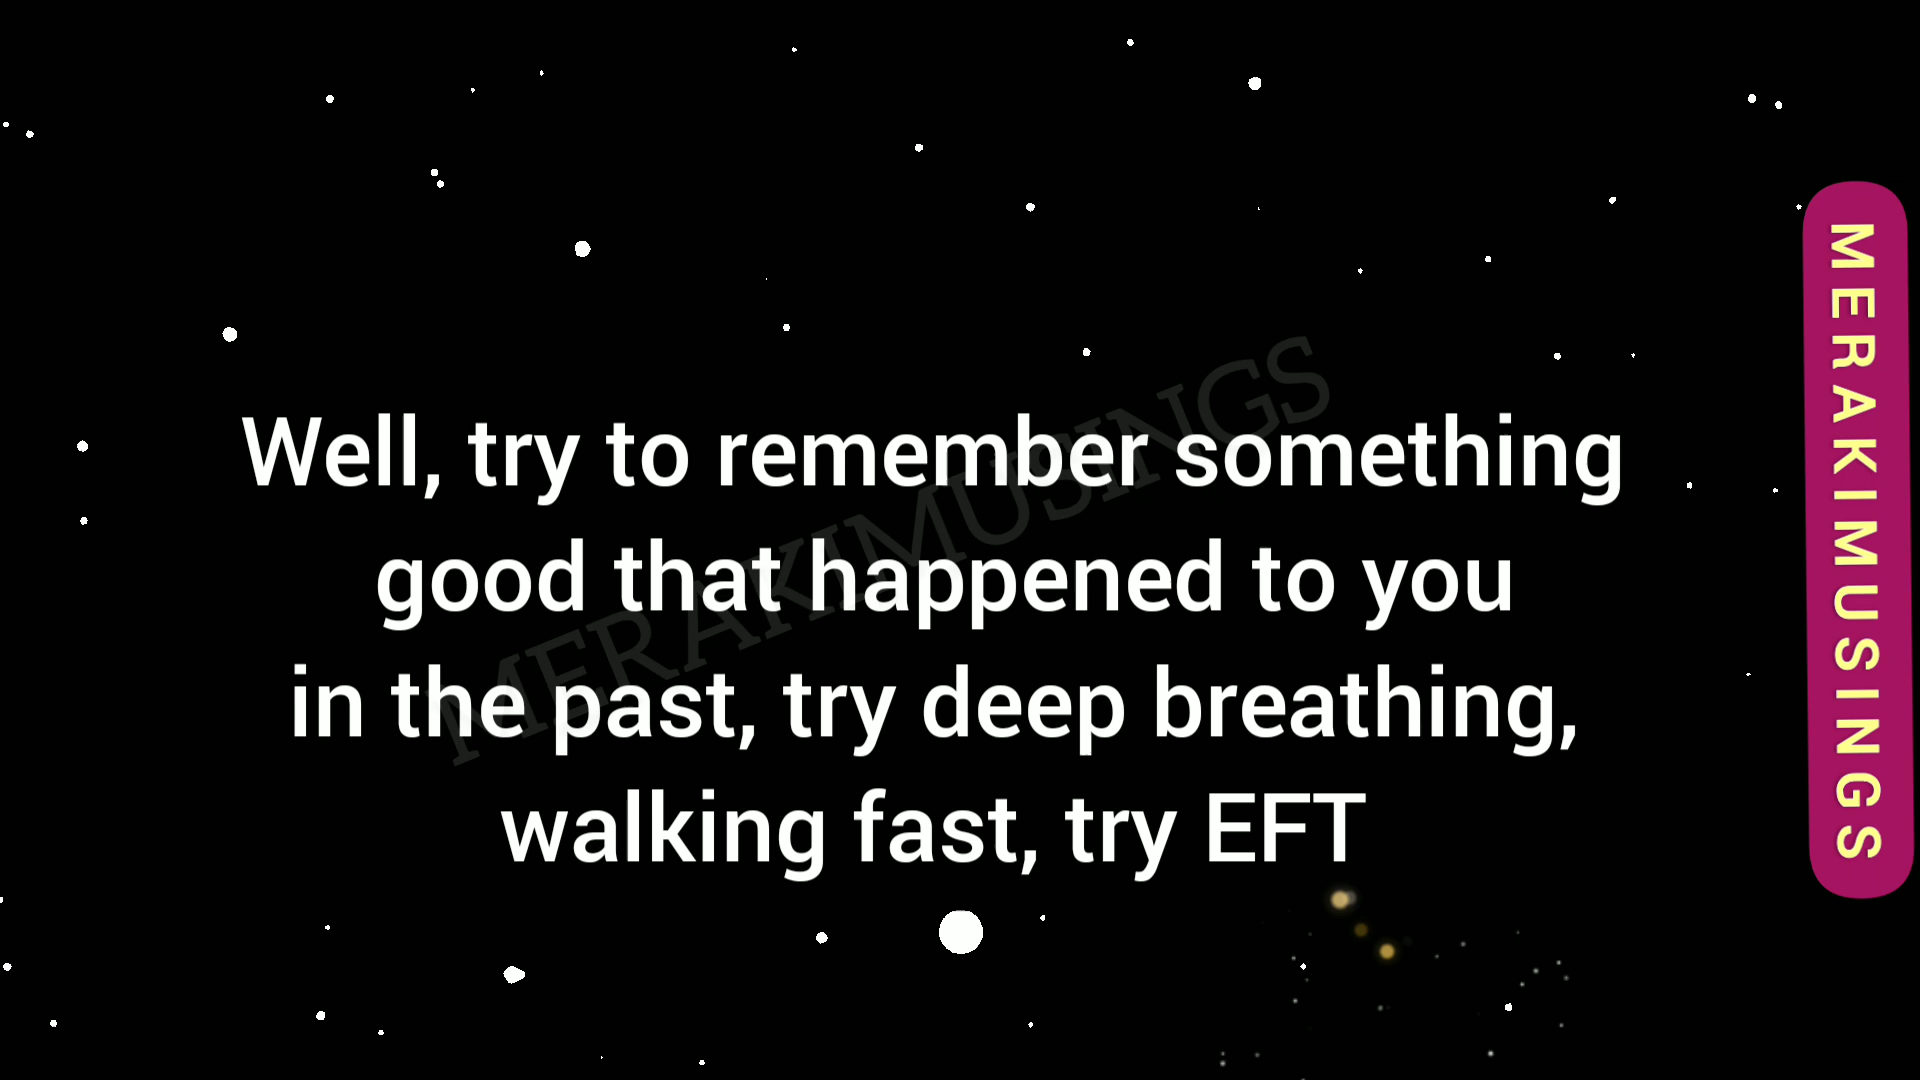 Well, try to remember something
good that happened to you
in the past, try deep breathing,
walking fast, try EFT
MERAKIMUSINGS
MERAKIMUSINGS